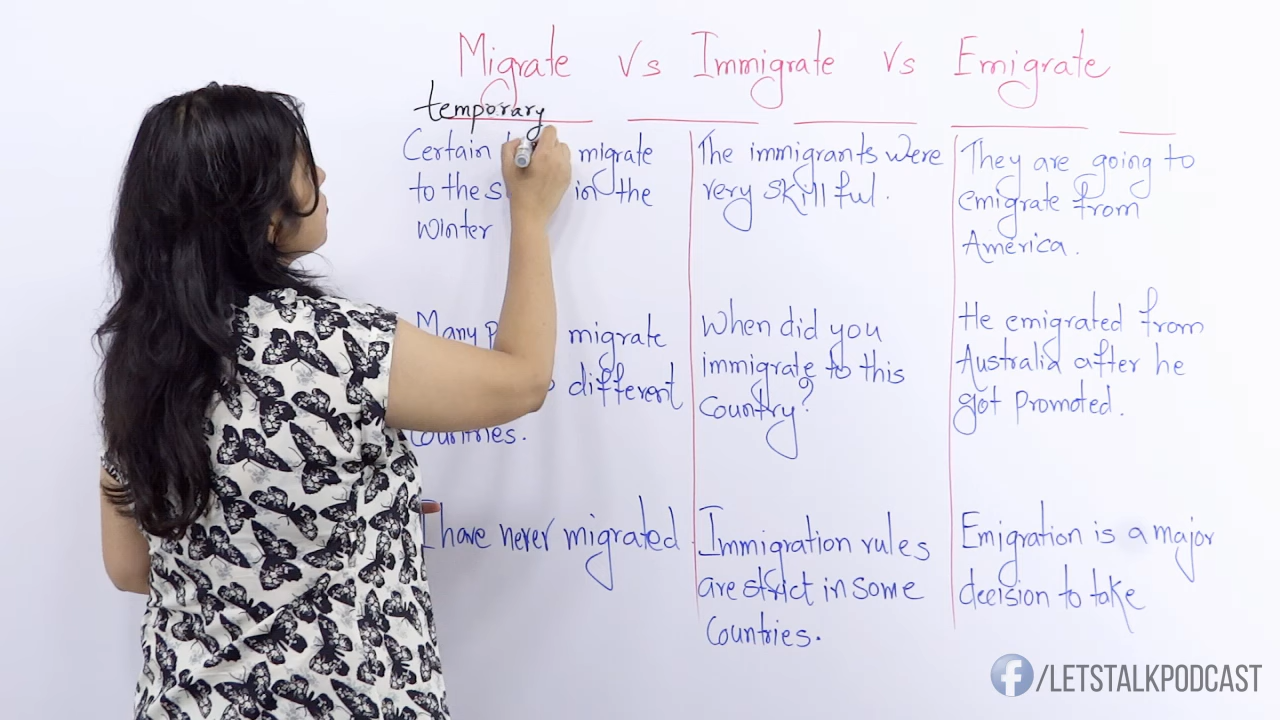 Migrate Vs Immigrate Vs Emigrate
temporary
Certain migrate
to the in the
winter
Many migrate
different
Countries.
I have never migrated
The immigrants were
very skillful.
When did you
immigrate to this
Country?
Immigration rules
are strict in some
Countries.
They are going to
emigrate from
America.
He emigrated from
Australia after he
got promoted.
Emigration is a major
decision to take
f/LETSTALKPODCAST